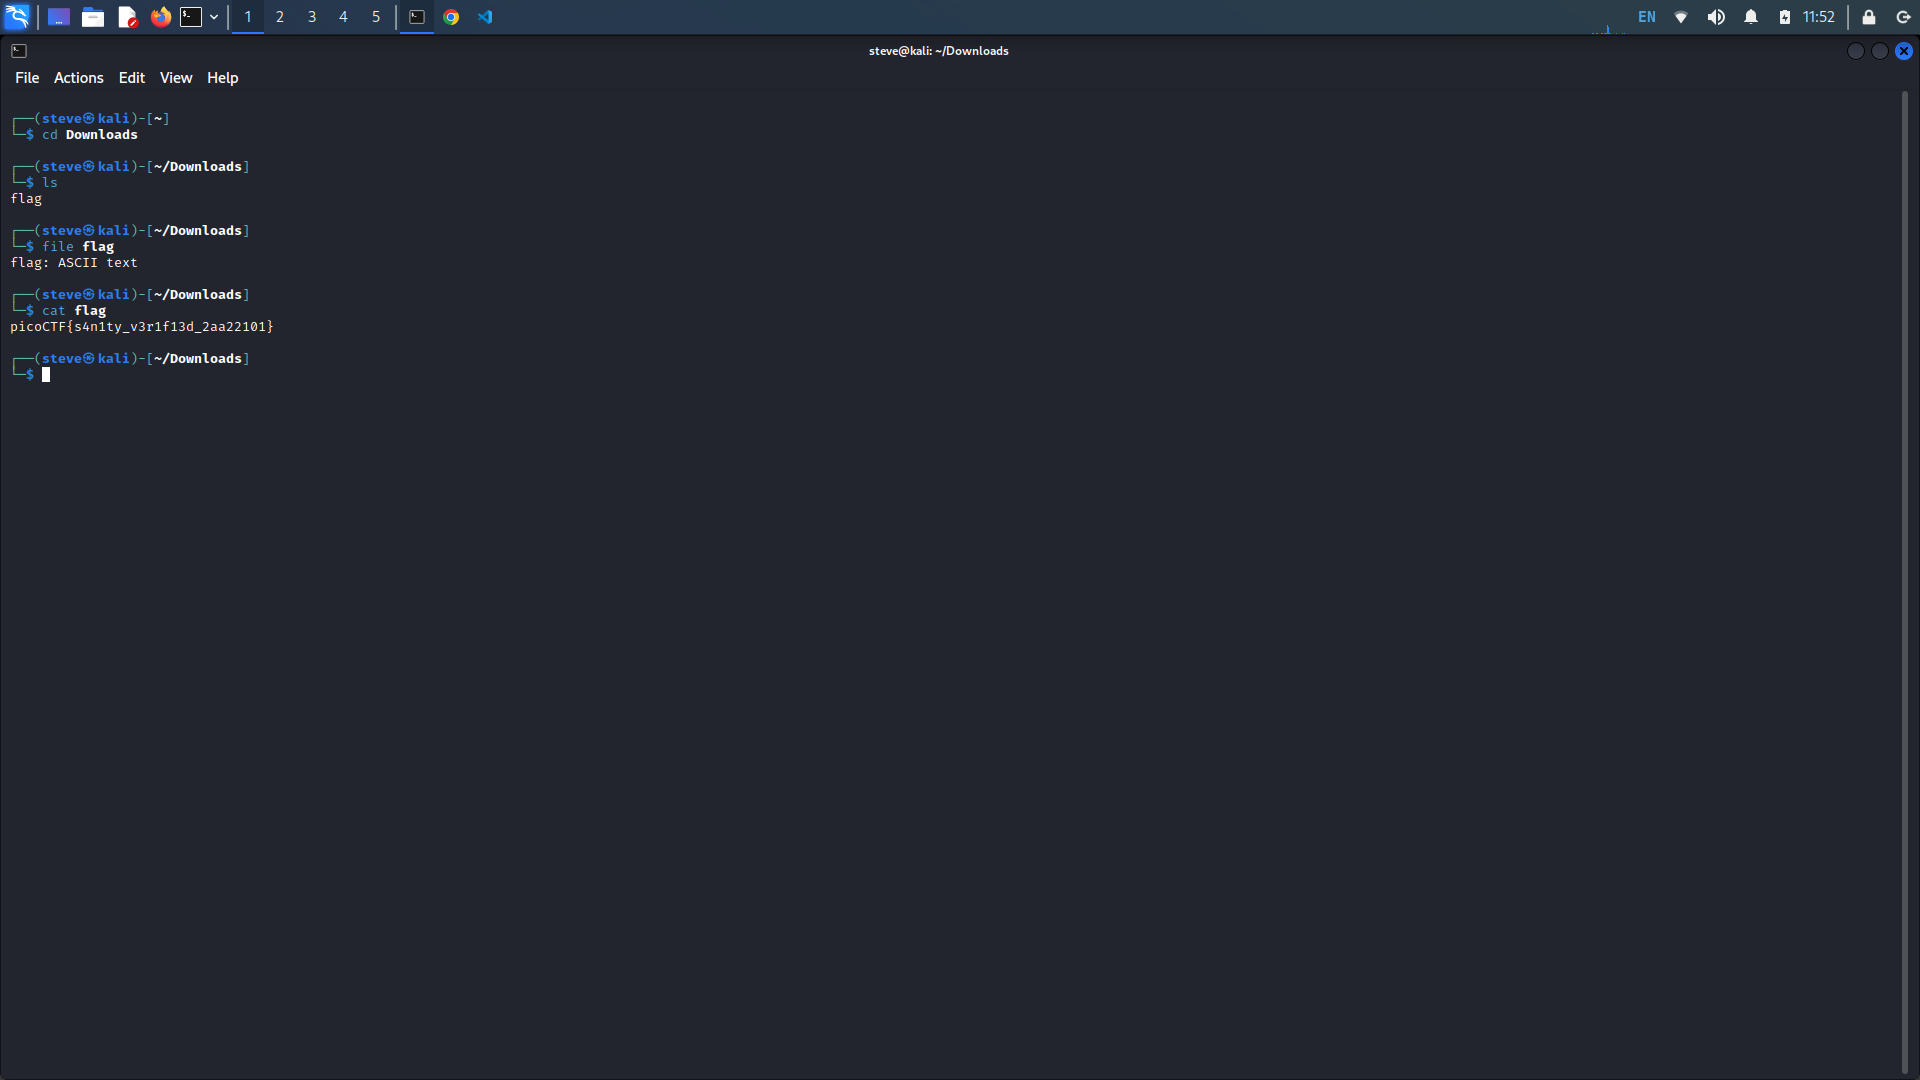 1 2 3 4 5 EN 11:52
steve@kali: ~/Downloads
File Actions Edit View Help
┌──(steve㉿kali)-[~]
└─$ cd Downloads
┌──(steve㉿kali)-[~/Downloads]
└─$ ls
flag
┌──(steve㉿kali)-[~/Downloads]
└─$ file flag
flag: ASCII text
┌──(steve㉿kali)-[~/Downloads]
└─$ cat flag
picoCTF{s4n1ty_v3r1f13d_2aa22101}
┌──(steve㉿kali)-[~/Downloads]
└─$